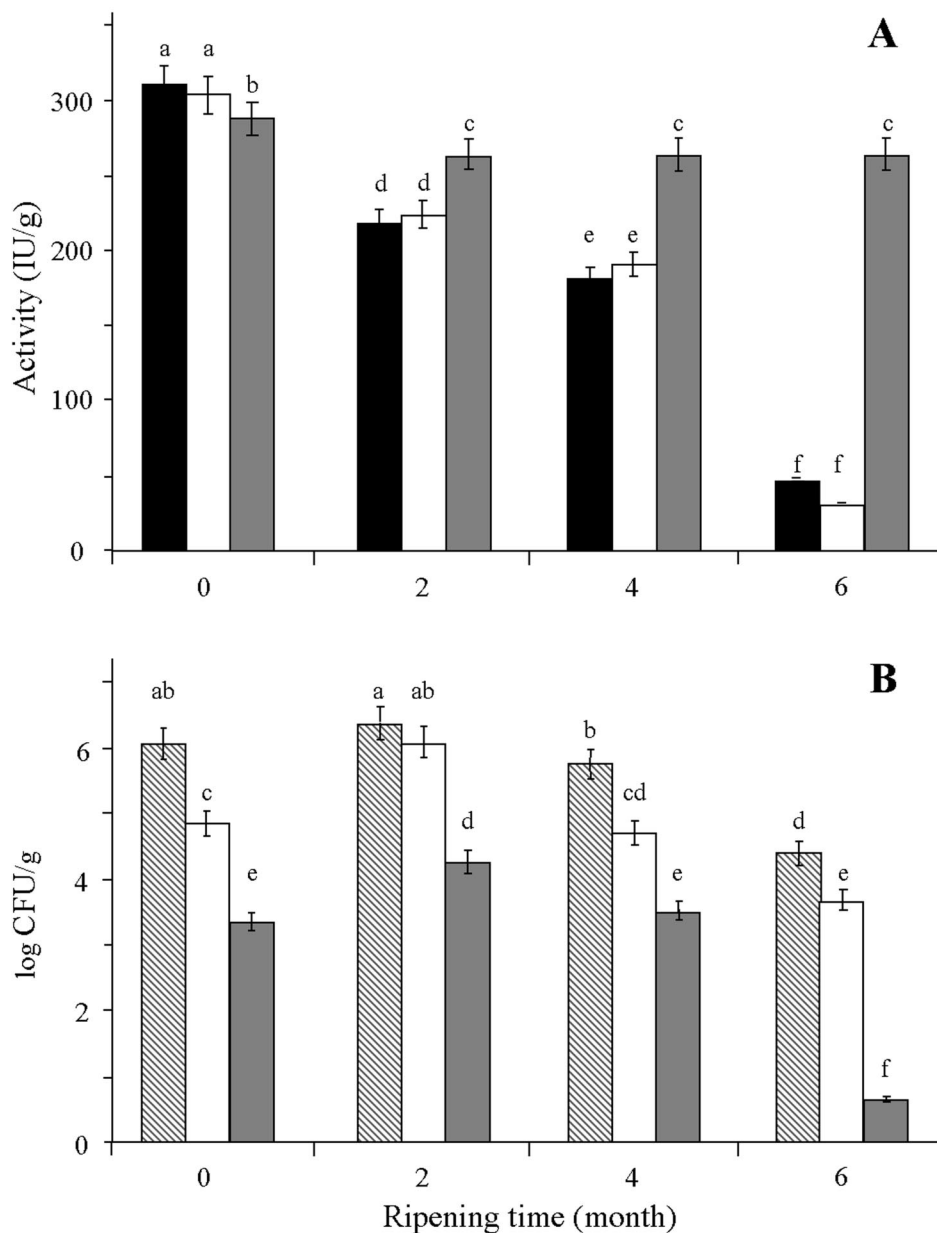 A
a a b
c c c
d d
e e
f f
300
200
100
0
Activity (IU/g)
0 2 4 6
B
ab c e
a ab d
b cd e
d e f
6
4
2
0
log CFU/g
0 2 4 6
Ripening time (month)